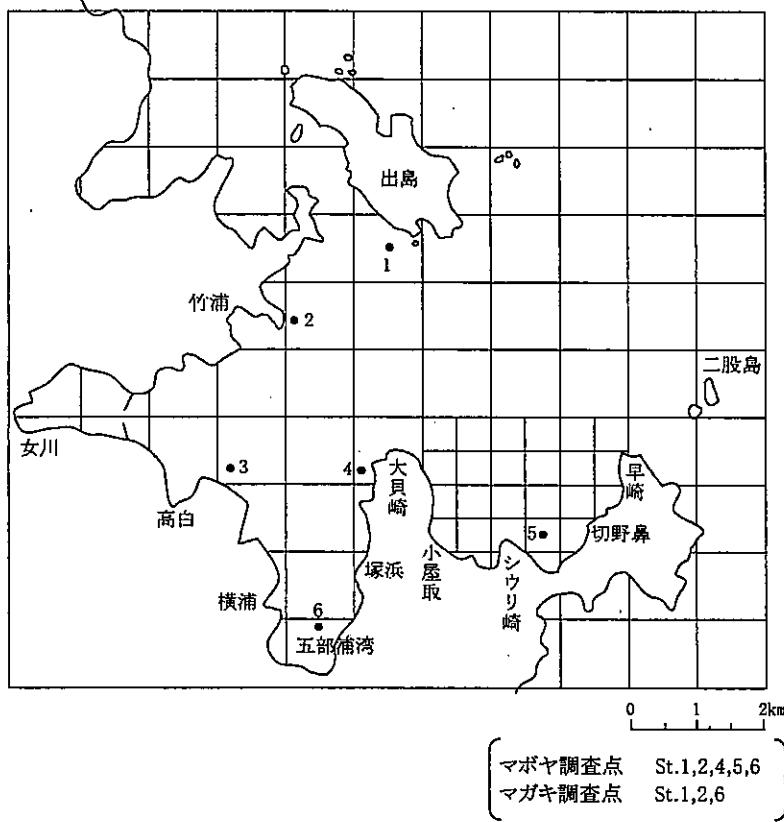 出島
1
竹浦
2
二股島
女川
3
4
大貝崎
早崎
高白
5
切野鼻
小屋取
シウリ崎
塚浜
横浦
6
五部浦湾
0 1 2km
マボヤ調査点 St.1,2,4,5,6
マガキ調査点 St.1,2,6